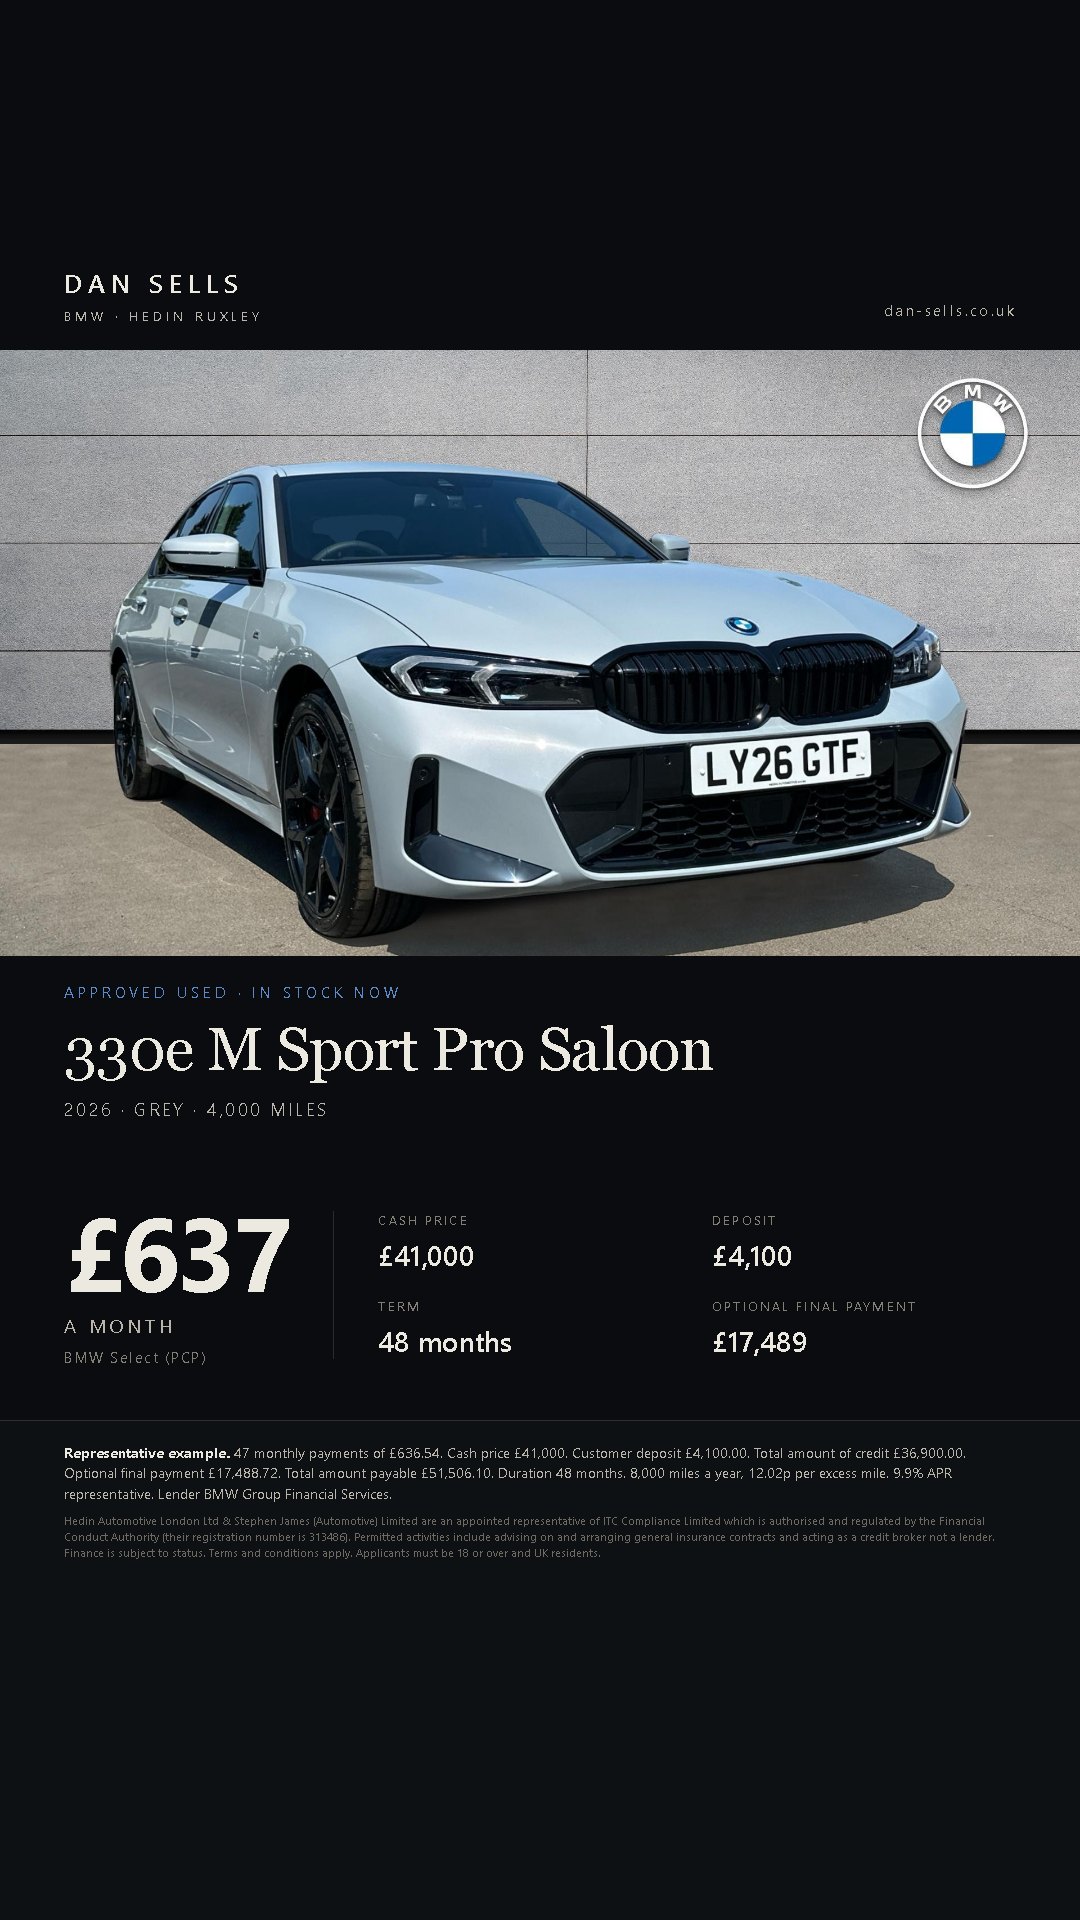 DAN SELLS
BMW · HEDIN RUXLEY
dan-sells.co.uk
BMW
LY26 GTF
APPROVED USED · IN STOCK NOW
330e M Sport Pro Saloon
2026 · GREY · 4,000 MILES
£637
A MONTH
BMW Select (PCP)
CASH PRICE
£41,000
DEPOSIT
£4,100
TERM
48 months
OPTIONAL FINAL PAYMENT
£17,489
Representative example. 47 monthly payments of £636.54. Cash price £41,000. Customer deposit £4,100.00. Total amount of credit £36,900.00.
Optional final payment £17,488.72. Total amount payable £51,506.10. Duration 48 months. 8,000 miles a year, 12.02p per excess mile. 9.9% APR
representative. Lender BMW Group Financial Services.
Hedin Automotive London Ltd & Stephen James (Automotive) Limited are an appointed representative of ITC Compliance Limited which is authorised and regulated by the Financial
Conduct Authority (their registration number is 313486). Permitted activities include advising on and arranging general insurance contracts and acting as a credit broker not a lender.
Finance is subject to status. Terms and conditions apply. Applicants must be 18 or over and UK residents.